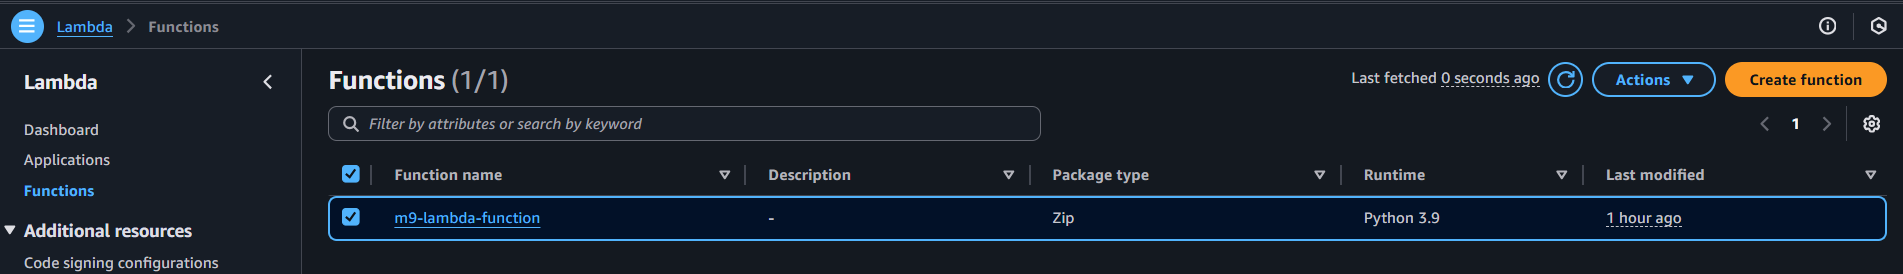 Lambda > Functions
Lambda
Dashboard
Applications
Functions
Additional resources
Code signing configurations
Functions (1/1)
Last fetched 0 seconds ago
Actions
Create function
Filter by attributes or search by keyword
1
Function name Description Package type Runtime Last modified
m9-lambda-function - Zip Python 3.9 1 hour ago